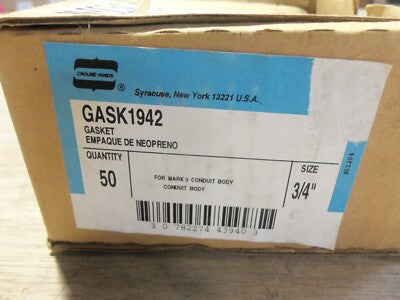 CROUSE-HINDS
®
Syracuse, New York 13221 U.S.A.
GASK1942
GASKET
EMPAQUE DE NEOPRENO
QUANTITY
50
FOR MARK 9 CONDUIT BODY
CONDUIT BODY
SIZE
3/4"
3 0 782274 43940 3